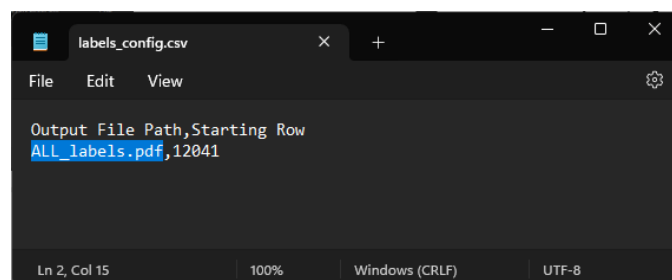 labels_config.csv
File Edit View
Output File Path,Starting Row
ALL_labels.pdf,12041
Ln 2, Col 15 100% Windows (CRLF) UTF-8